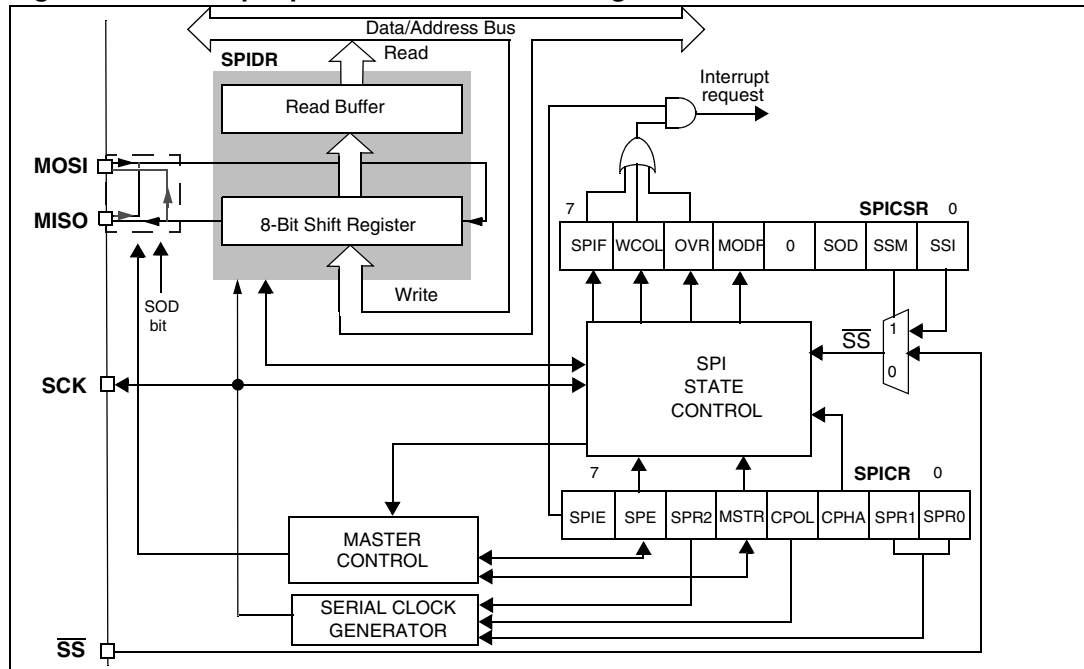 Data/Address Bus
SPIDR
Read
Interrupt
request
Read Buffer
MOSI
MISO
8-Bit Shift Register
7
SPICSR
0
SPIF
WCOL
OVR
MODF
0
SOD
SSM
SSI
Write
SOD
bit
1
SS
0
SCK
SPI
STATE
CONTROL
7
SPICR
0
SPIE
SPE
SPR2
MSTR
CPOL
CPHA
SPR1
SPR0
MASTER
CONTROL
SERIAL CLOCK
GENERATOR
SS